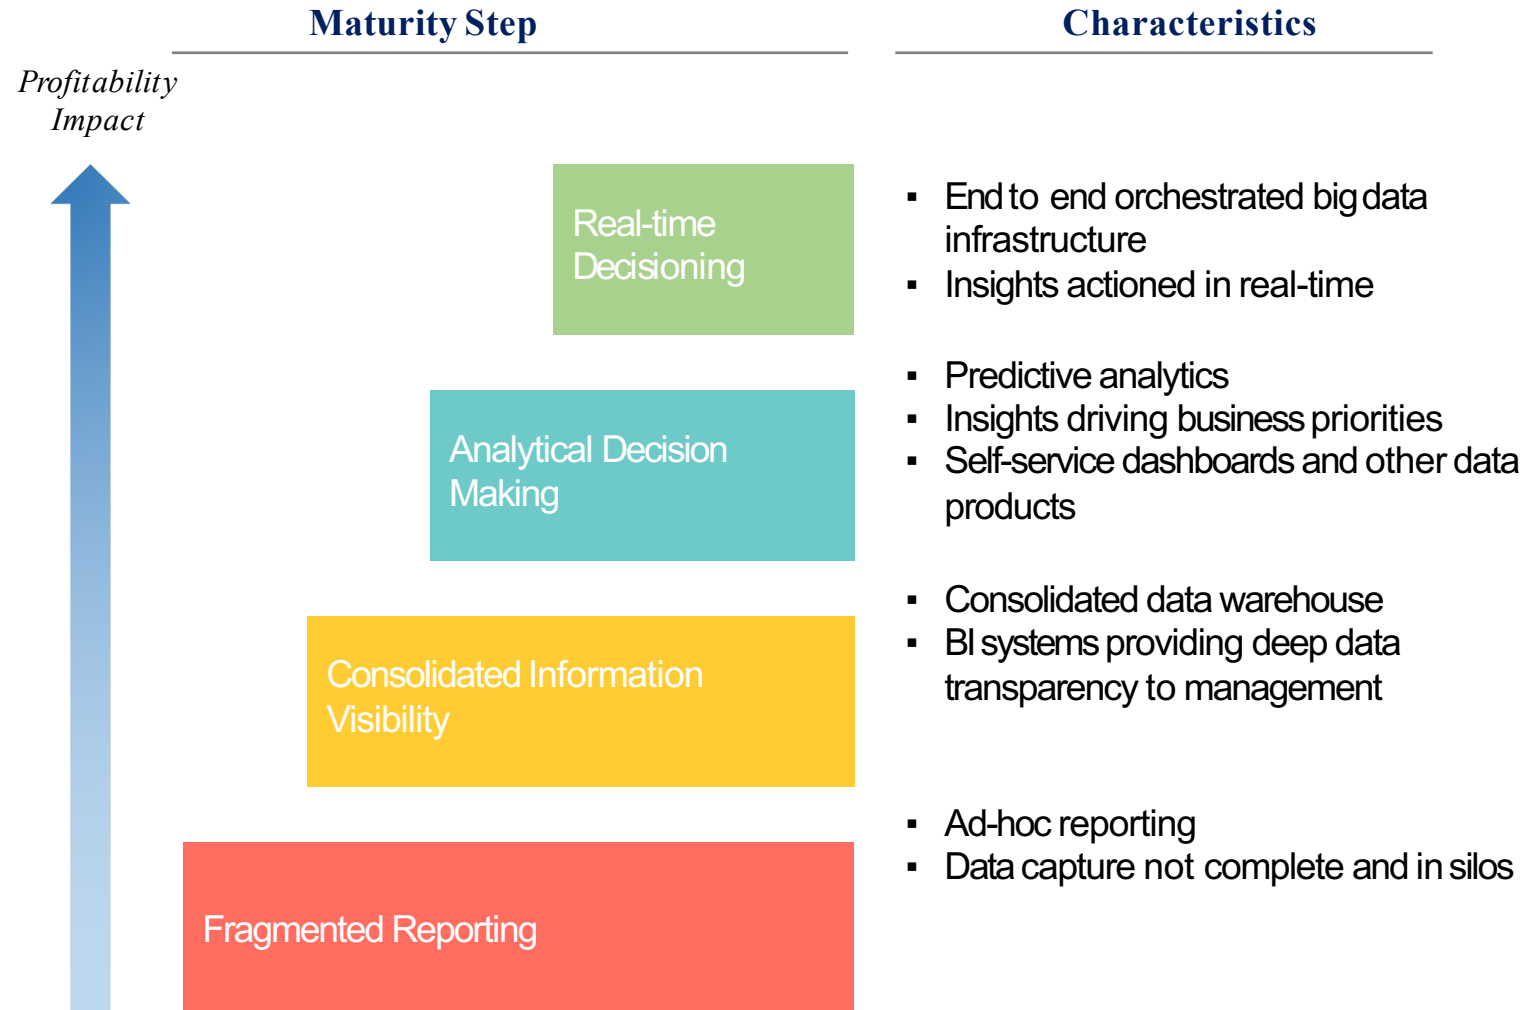 Maturity Step
Characteristics
Profitability
Impact
Real-time
Decisioning
▪ End to end orchestrated big data
infrastructure
▪ Insights actioned in real-time
Analytical Decision
Making
▪ Predictive analytics
▪ Insights driving business priorities
▪ Self-service dashboards and other data
products
Consolidated Information
Visibility
▪ Consolidated data warehouse
▪ BI systems providing deep data
transparency to management
Fragmented Reporting
▪ Ad-hoc reporting
▪ Data capture not complete and in silos